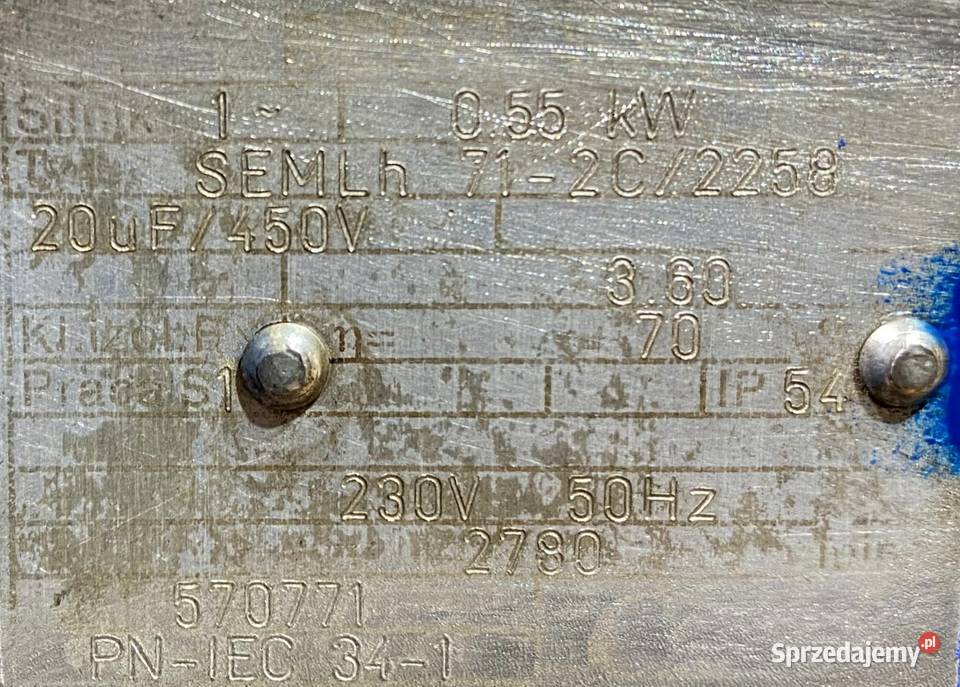 Silnik 1~ 0.55 kW
Typ SEMLh 71-2C/2258
20uF/450V
3.60
Kl.izol.F η= 70 %
Praca S1 IP 54
230V 50Hz
2780
570771
PN-IEC 34-1
Sprzedajemy.pl